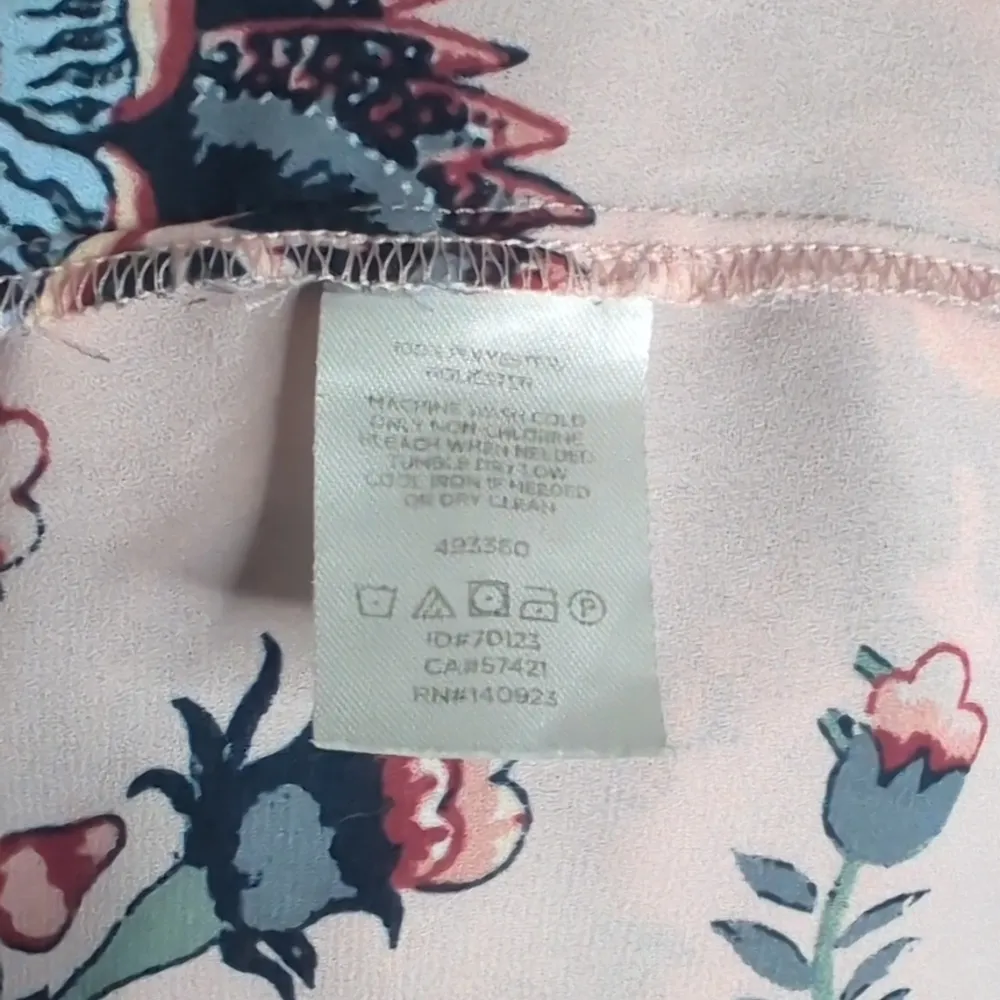 100% POLYESTER/
POLIESTER
MACHINE WASH COLD
ONLY NON-CHLORINE
BLEACH WHEN NEEDED
TUMBLE DRY LOW
COOL IRON IF NEEDED
OR DRY CLEAN
493360
P
ID#70123
CA#57421
RN#140923